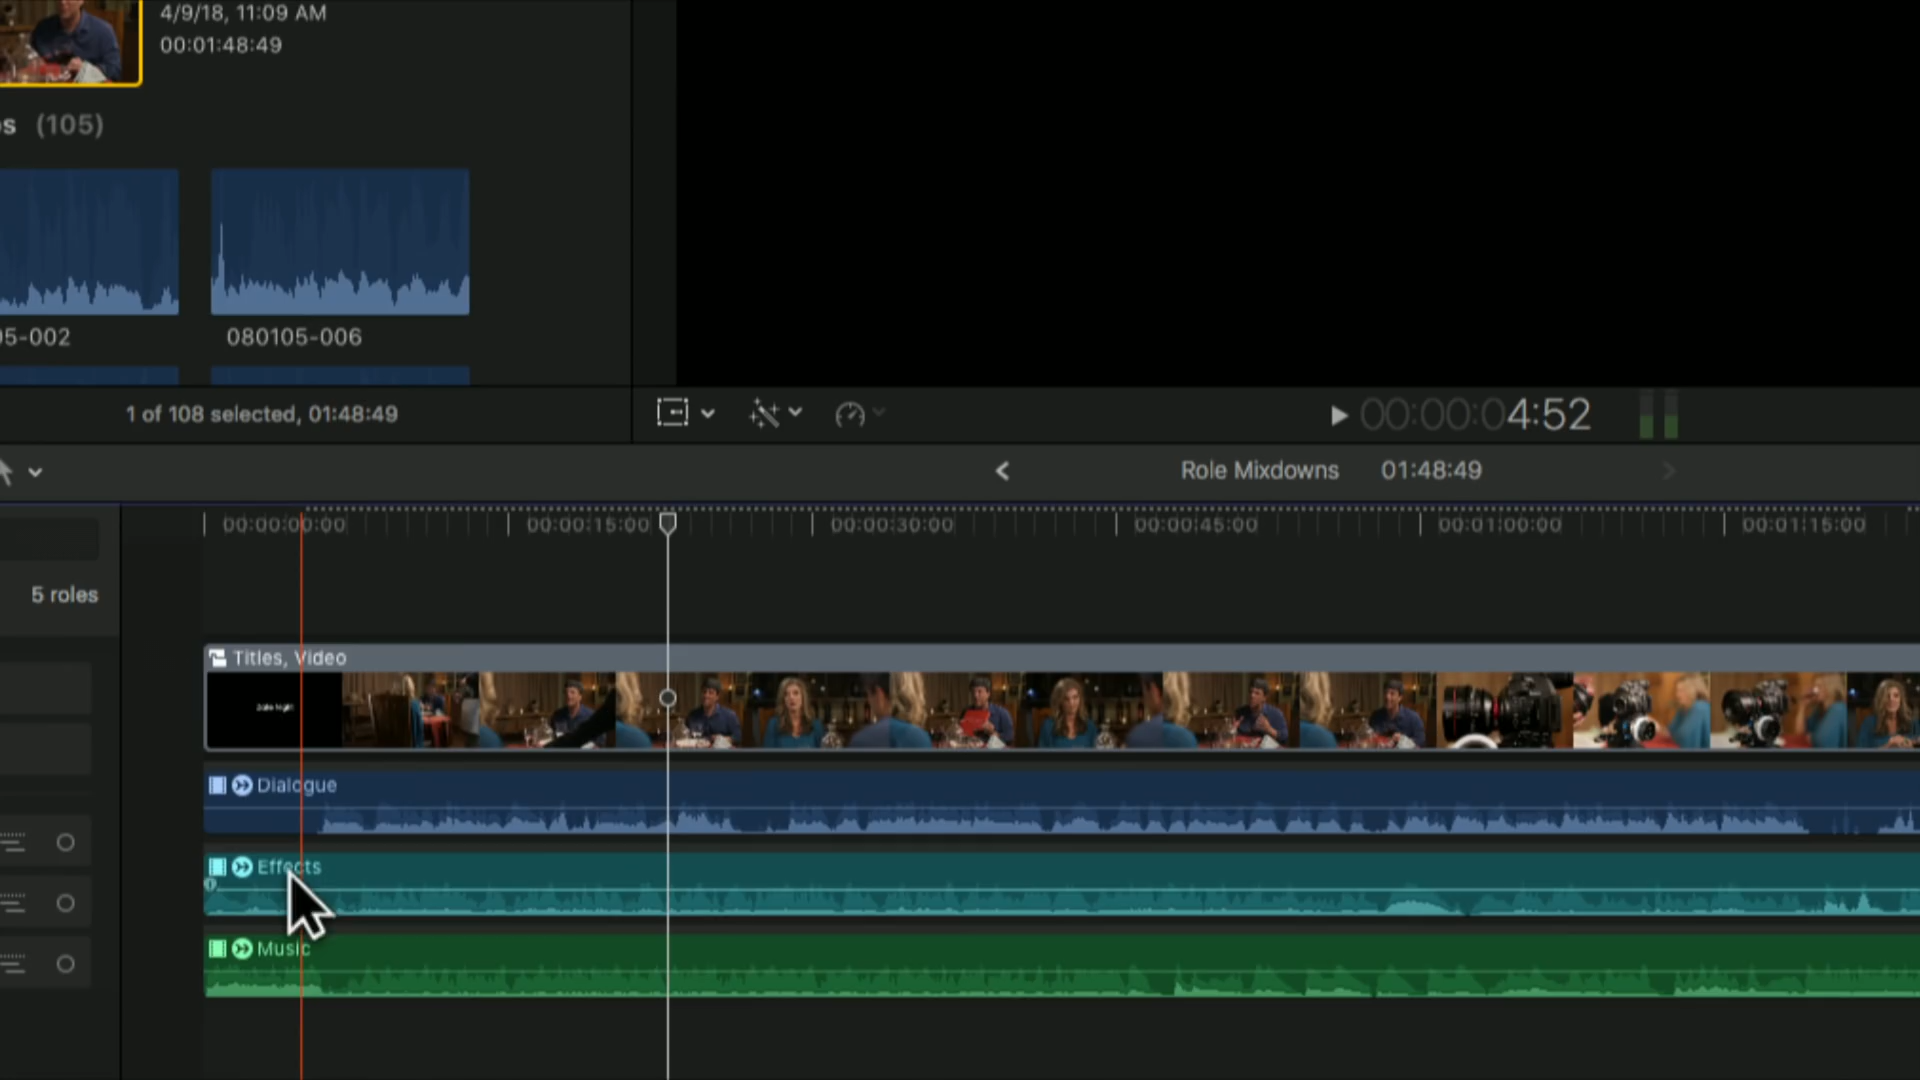 4/9/18, 11:09 AM
00:01:48:49
s (105)
5-002
080105-006
1 of 108 selected, 01:48:49
00:00:04:52
Role Mixdowns 01:48:49
00:00:00:00 00:00:15:00 00:00:30:00 00:00:45:00 00:01:00:00 00:01:15:00
5 roles
Titles, Video
Date Night
Dialogue
Effects
Music